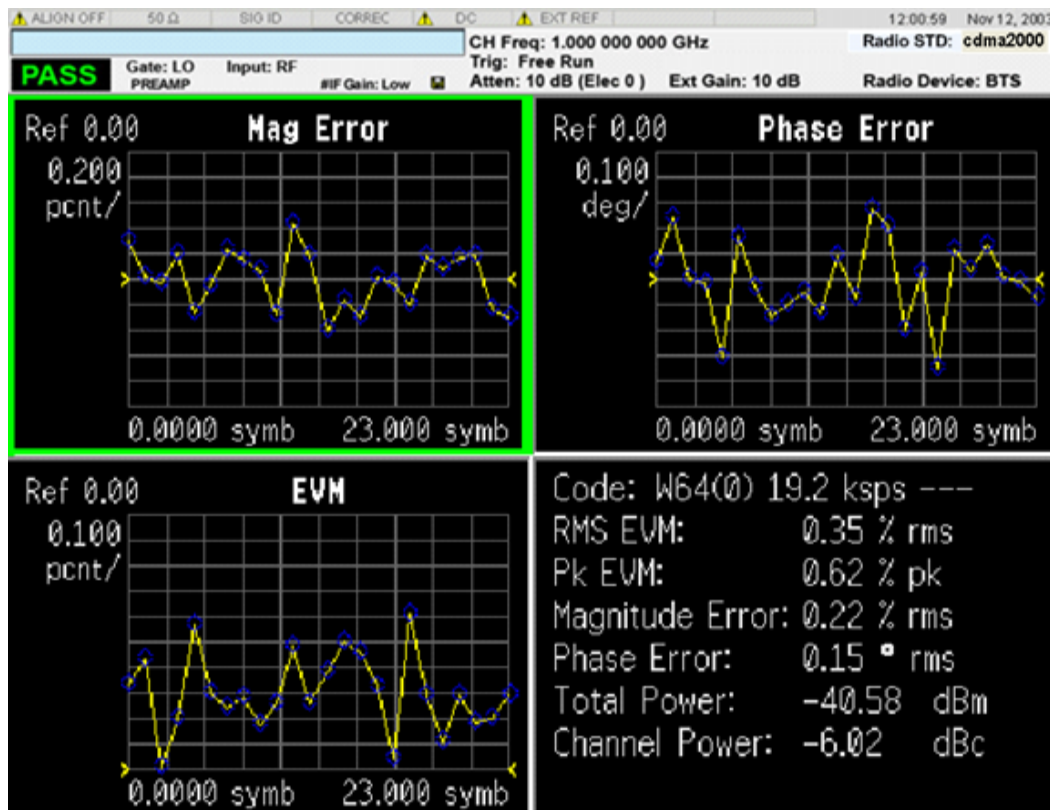 ALIGN OFF 50 Ω SIG ID CORREC DC EXT REF 12:00:59 Nov 12, 2003
CH Freq: 1.000 000 000 GHz Radio STD: cdma2000
PASS Gate: LO Input: RF Trig: Free Run
PREAMP #IF Gain: Low Atten: 10 dB (Elec 0 ) Ext Gain: 10 dB Radio Device: BTS
Ref 0.00 Mag Error
0.200
pcnt/
0.0000 symb 23.000 symb
Ref 0.00 Phase Error
0.100
deg/
0.0000 symb 23.000 symb
Ref 0.00 EVM
0.100
pcnt/
0.0000 symb 23.000 symb
Code: W64(0) 19.2 ksps ---
RMS EVM: 0.35 % rms
Pk EVM: 0.62 % pk
Magnitude Error: 0.22 % rms
Phase Error: 0.15 ° rms
Total Power: -40.58 dBm
Channel Power: -6.02 dBc